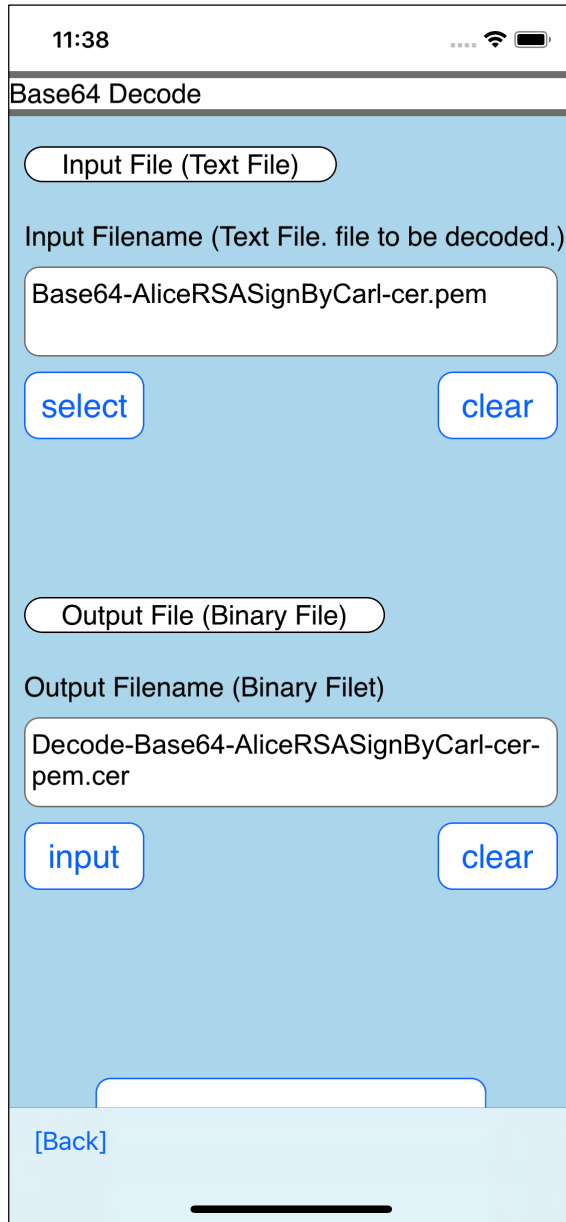 11:38
Base64 Decode
Input File (Text File)
Input Filename (Text File. file to be decoded.)
Base64-AliceRSASignByCarl-cer.pem
select
clear
Output File (Binary File)
Output Filename (Binary Filet)
Decode-Base64-AliceRSASignByCarl-cer-
pem.cer
input
clear
[Back]